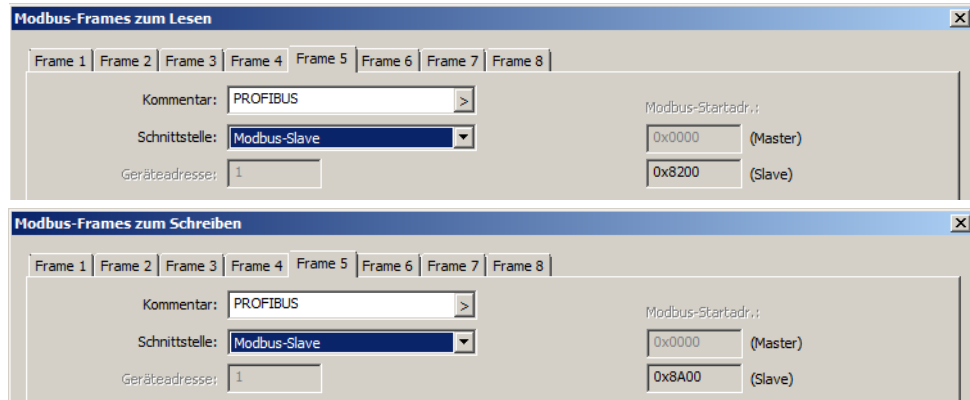 Modbus-Frames zum Lesen
Frame 1 Frame 2 Frame 3 Frame 4 Frame 5 Frame 6 Frame 7 Frame 8
Kommentar: PROFIBUS > Modbus-Startadr.:
Schnittstelle: Modbus-Slave 0x0000 (Master)
Geräteadresse: 1 0x8200 (Slave)
Modbus-Frames zum Schreiben
Frame 1 Frame 2 Frame 3 Frame 4 Frame 5 Frame 6 Frame 7 Frame 8
Kommentar: PROFIBUS > Modbus-Startadr.:
Schnittstelle: Modbus-Slave 0x0000 (Master)
Geräteadresse: 1 0x8A00 (Slave)